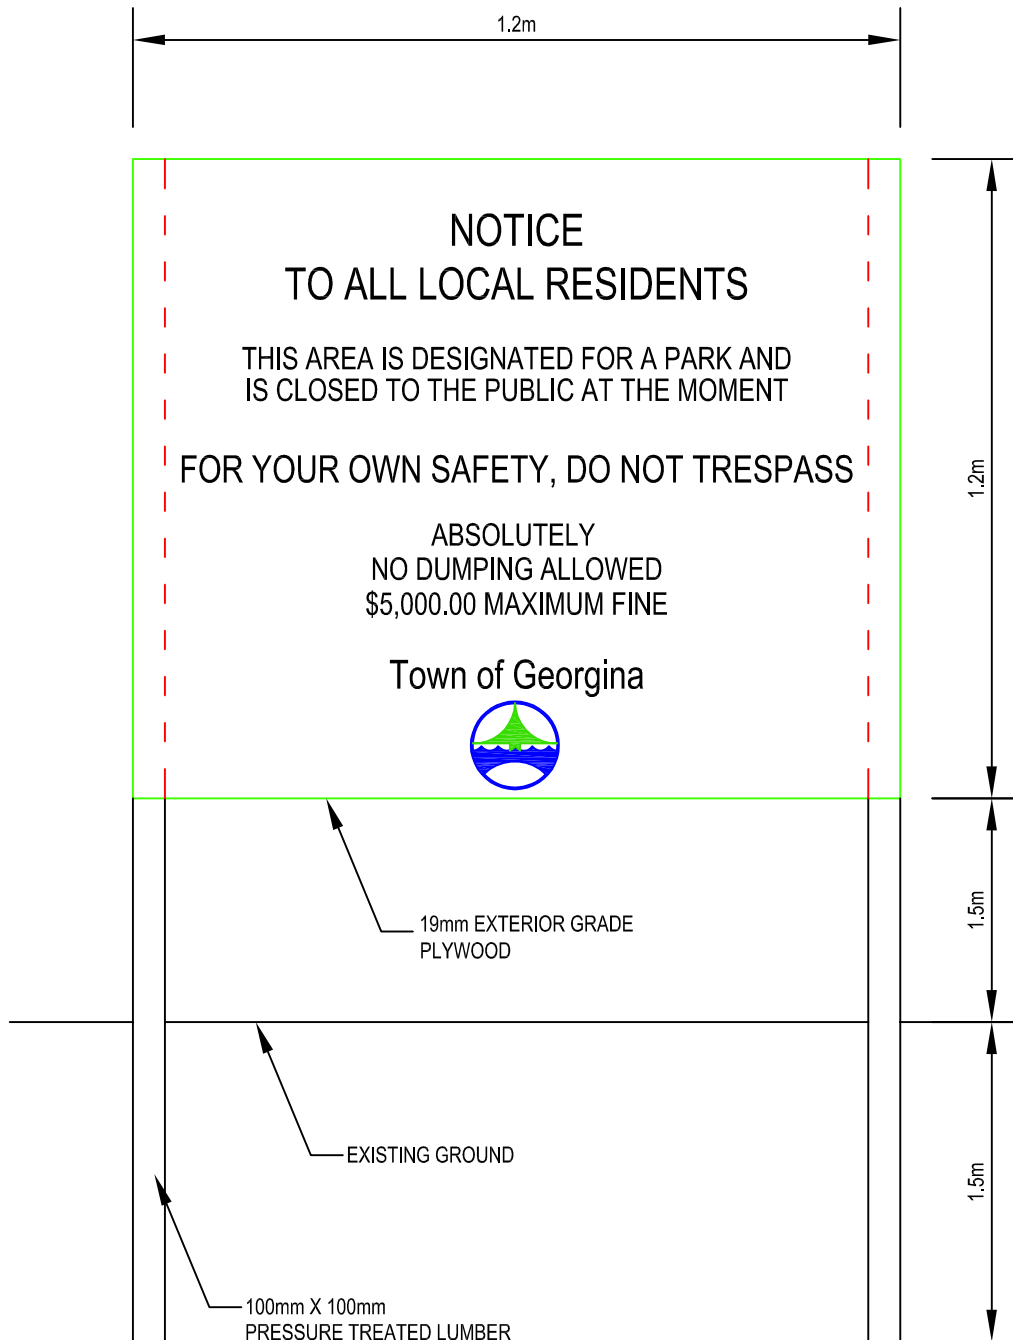 1.2m
NOTICE
TO ALL LOCAL RESIDENTS
THIS AREA IS DESIGNATED FOR A PARK AND
IS CLOSED TO THE PUBLIC AT THE MOMENT
FOR YOUR OWN SAFETY, DO NOT TRESPASS
1.2m
ABSOLUTELY
NO DUMPING ALLOWED
$5,000.00 MAXIMUM FINE
Town of Georgina
19mm EXTERIOR GRADE
PLYWOOD
1.5m
EXISTING GROUND
1.5m
100mm X 100mm
PRESSURE TREATED LUMBER